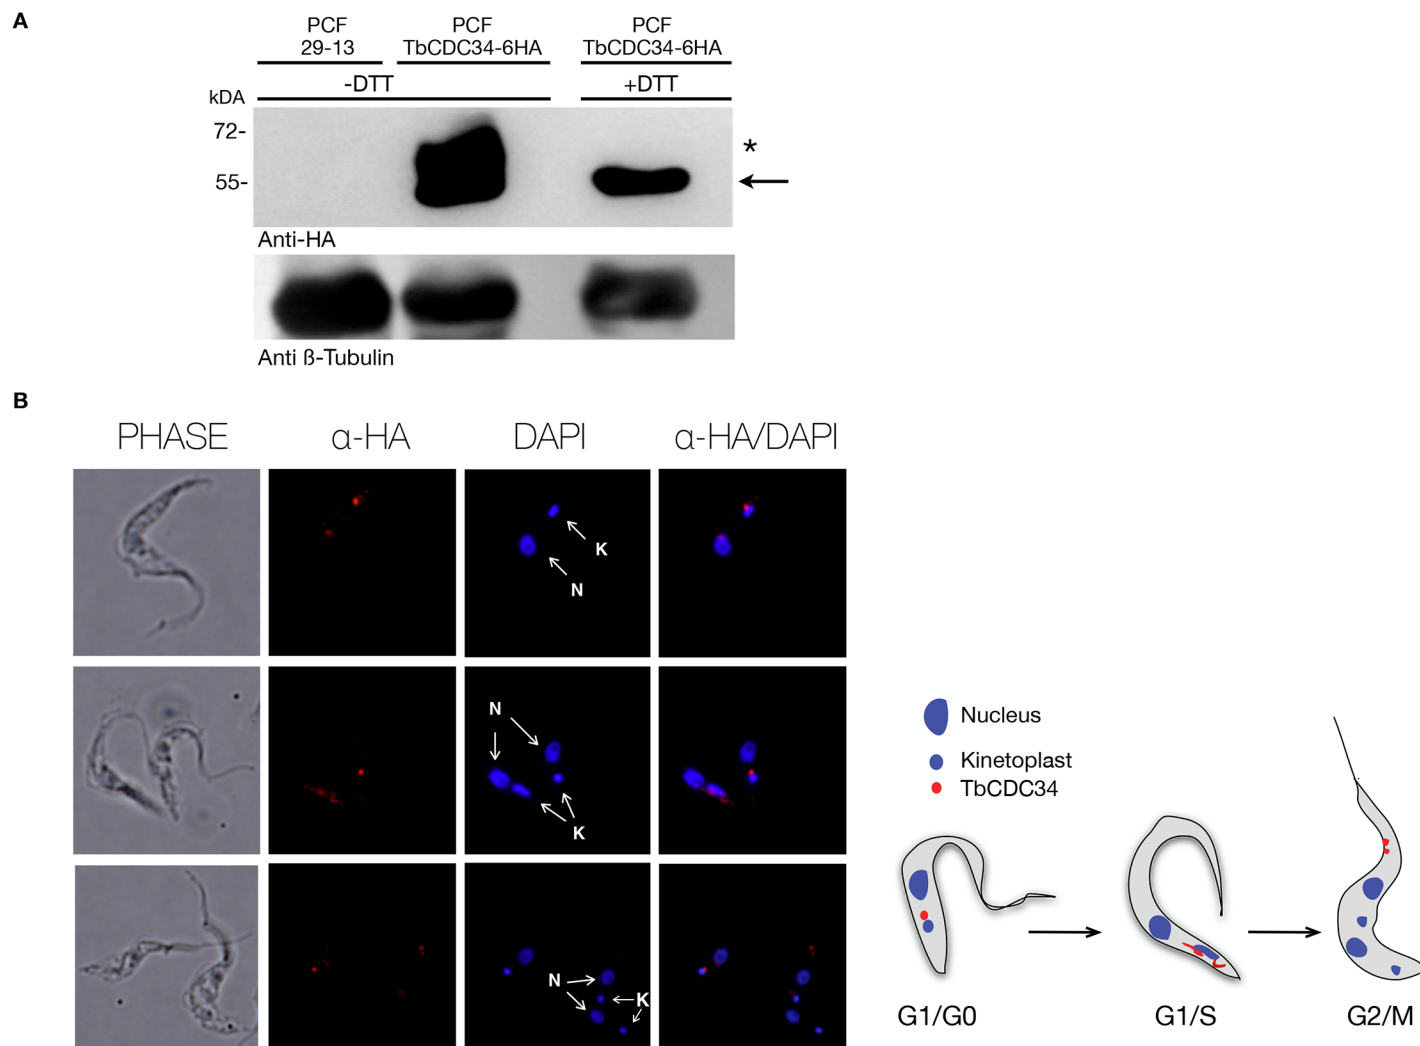 A
PCF
29-13
PCF
TbCDC34-6HA
PCF
TbCDC34-6HA
-DTT
+DTT
kDA
72-
*
55-
Anti-HA
Anti ß-Tubulin
B
PHASE
α-HA
DAPI
α-HA/DAPI
K
N
N
K
N
K
Nucleus
Kinetoplast
TbCDC34
G1/G0
G1/S
G2/M